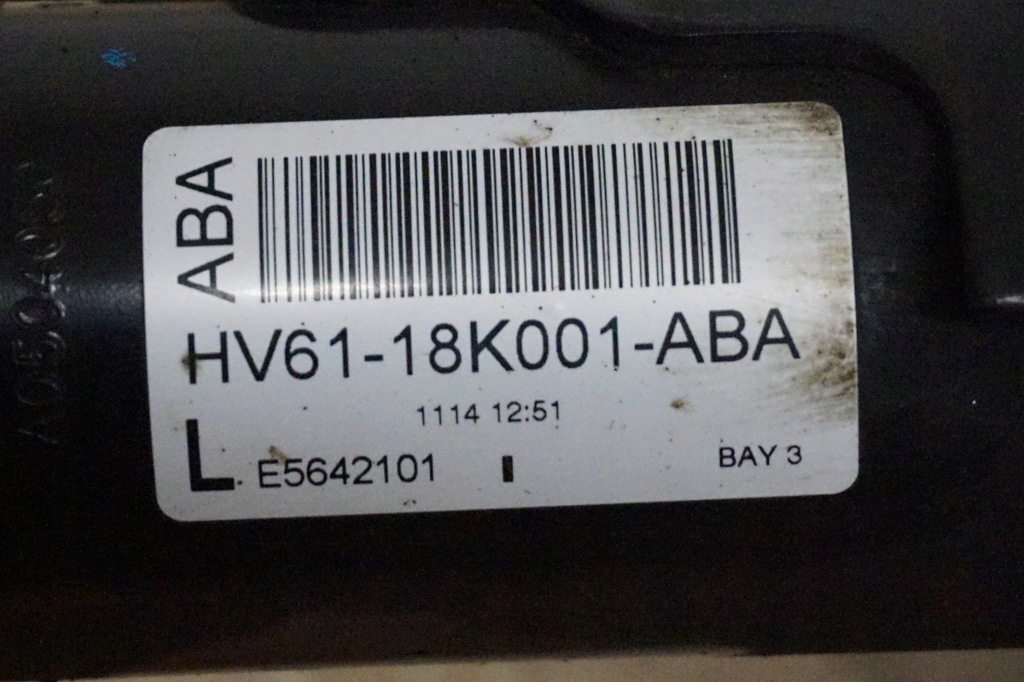 ABA
HV61-18K001-ABA
1114 12:51
L E5642101 BAY 3